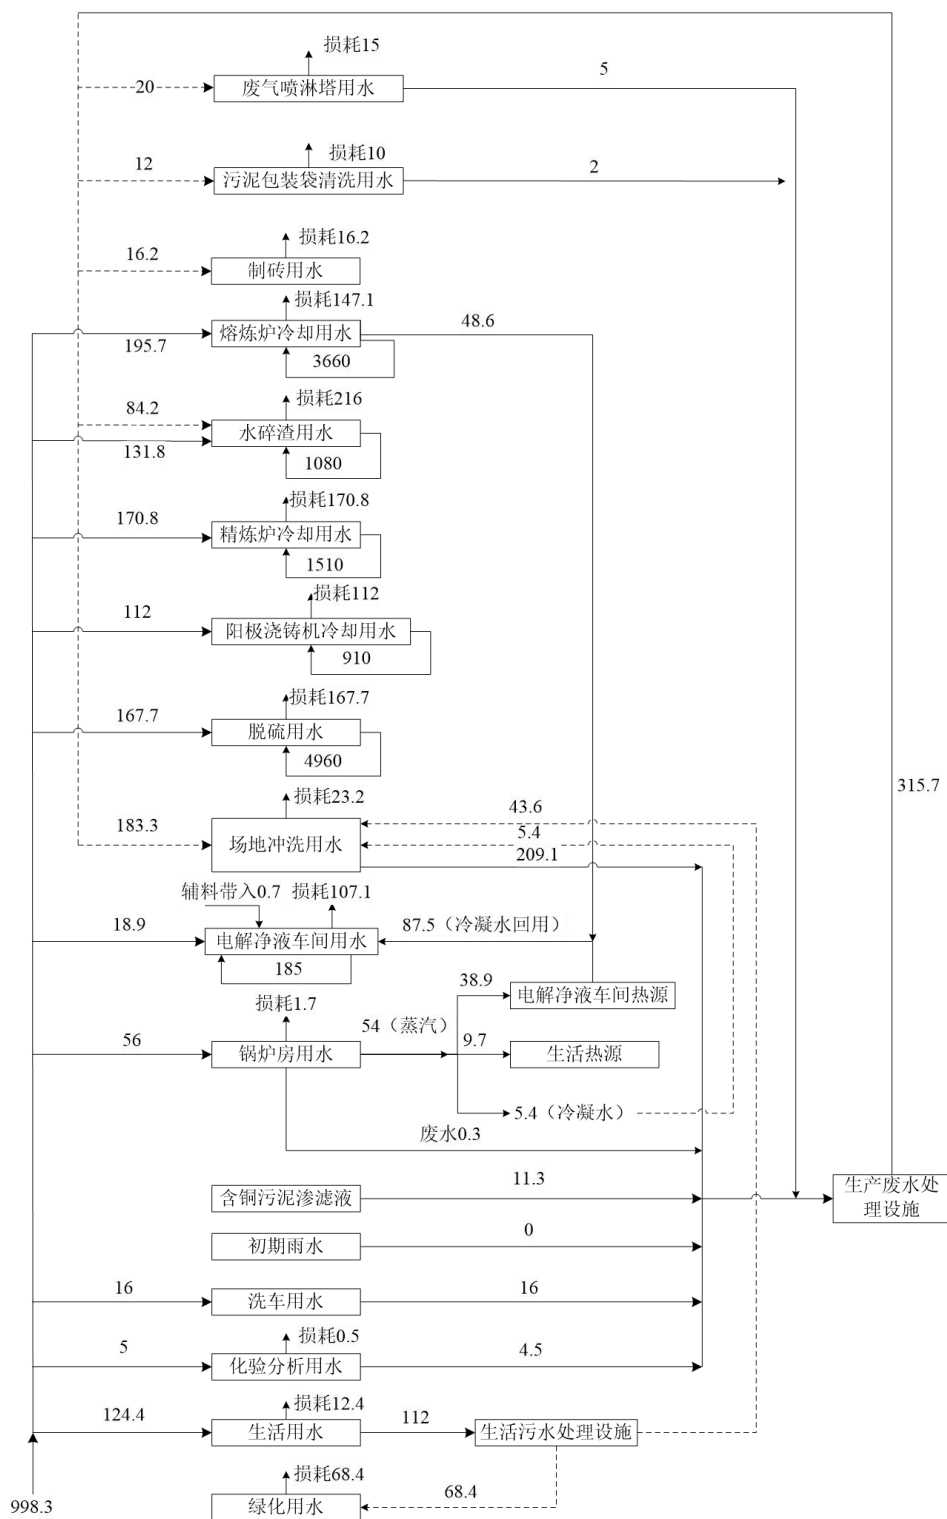 损耗15
20
废气喷淋塔用水
5
损耗10
12
污泥包装袋清洗用水
2
损耗16.2
16.2
制砖用水
损耗147.1
195.7
熔炼炉冷却用水
48.6
3660
损耗216
84.2
水碎渣用水
131.8
1080
损耗170.8
170.8
精炼炉冷却用水
1510
损耗112
112
阳极浇铸机冷却用水
910
损耗167.7
167.7
脱硫用水
4960
315.7
损耗23.2
43.6
183.3
场地冲洗用水
5.4
209.1
辅料带入0.7
损耗107.1
18.9
电解净液车间用水
87.5（冷凝水回用）
185
38.9
电解净液车间热源
损耗1.7
56
锅炉房用水
54（蒸汽）
9.7
生活热源
5.4（冷凝水）
废水0.3
含铜污泥渗滤液
11.3
生产废水处
理设施
初期雨水
0
16
洗车用水
16
损耗0.5
5
化验分析用水
4.5
损耗12.4
124.4
生活用水
112
生活污水处理设施
损耗68.4
68.4
998.3
绿化用水